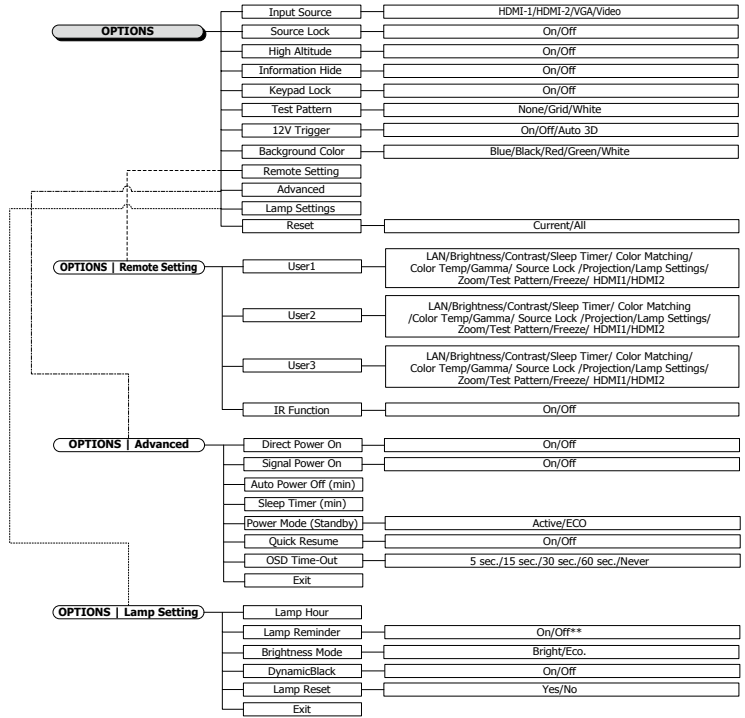 Input Source
HDMI-1/HDMI-2/VGA/Video
OPTIONS
Source Lock
On/Off
High Altitude
On/Off
Information Hide
On/Off
Keypad Lock
On/Off
Test Pattern
None/Grid/White
12V Trigger
On/Off/Auto 3D
Background Color
Blue/Black/Red/Green/White
Remote Setting
Advanced
Lamp Settings
Reset
Current/All
OPTIONS | Remote Setting
User1
LAN/Brightness/Contrast/Sleep Timer/ Color Matching/
Color Temp/Gamma/ Source Lock /Projection/Lamp Settings/
Zoom/Test Pattern/Freeze/ HDMI1/HDMI2
User2
LAN/Brightness/Contrast/Sleep Timer/ Color Matching
/Color Temp/Gamma/ Source Lock /Projection/Lamp Settings/
Zoom/Test Pattern/Freeze/ HDMI1/HDMI2
User3
LAN/Brightness/Contrast/Sleep Timer/ Color Matching/
Color Temp/Gamma/ Source Lock /Projection/Lamp Settings/
Zoom/Test Pattern/Freeze/ HDMI1/HDMI2
IR Function
On/Off
OPTIONS | Advanced
Direct Power On
On/Off
Signal Power On
On/Off
Auto Power Off (min)
Sleep Timer (min)
Power Mode (Standby)
Active/ECO
Quick Resume
On/Off
OSD Time-Out
5 sec./15 sec./30 sec./60 sec./Never
Exit
OPTIONS | Lamp Setting
Lamp Hour
Lamp Reminder
On/Off**
Brightness Mode
Bright/Eco.
DynamicBlack
On/Off
Lamp Reset
Yes/No
Exit